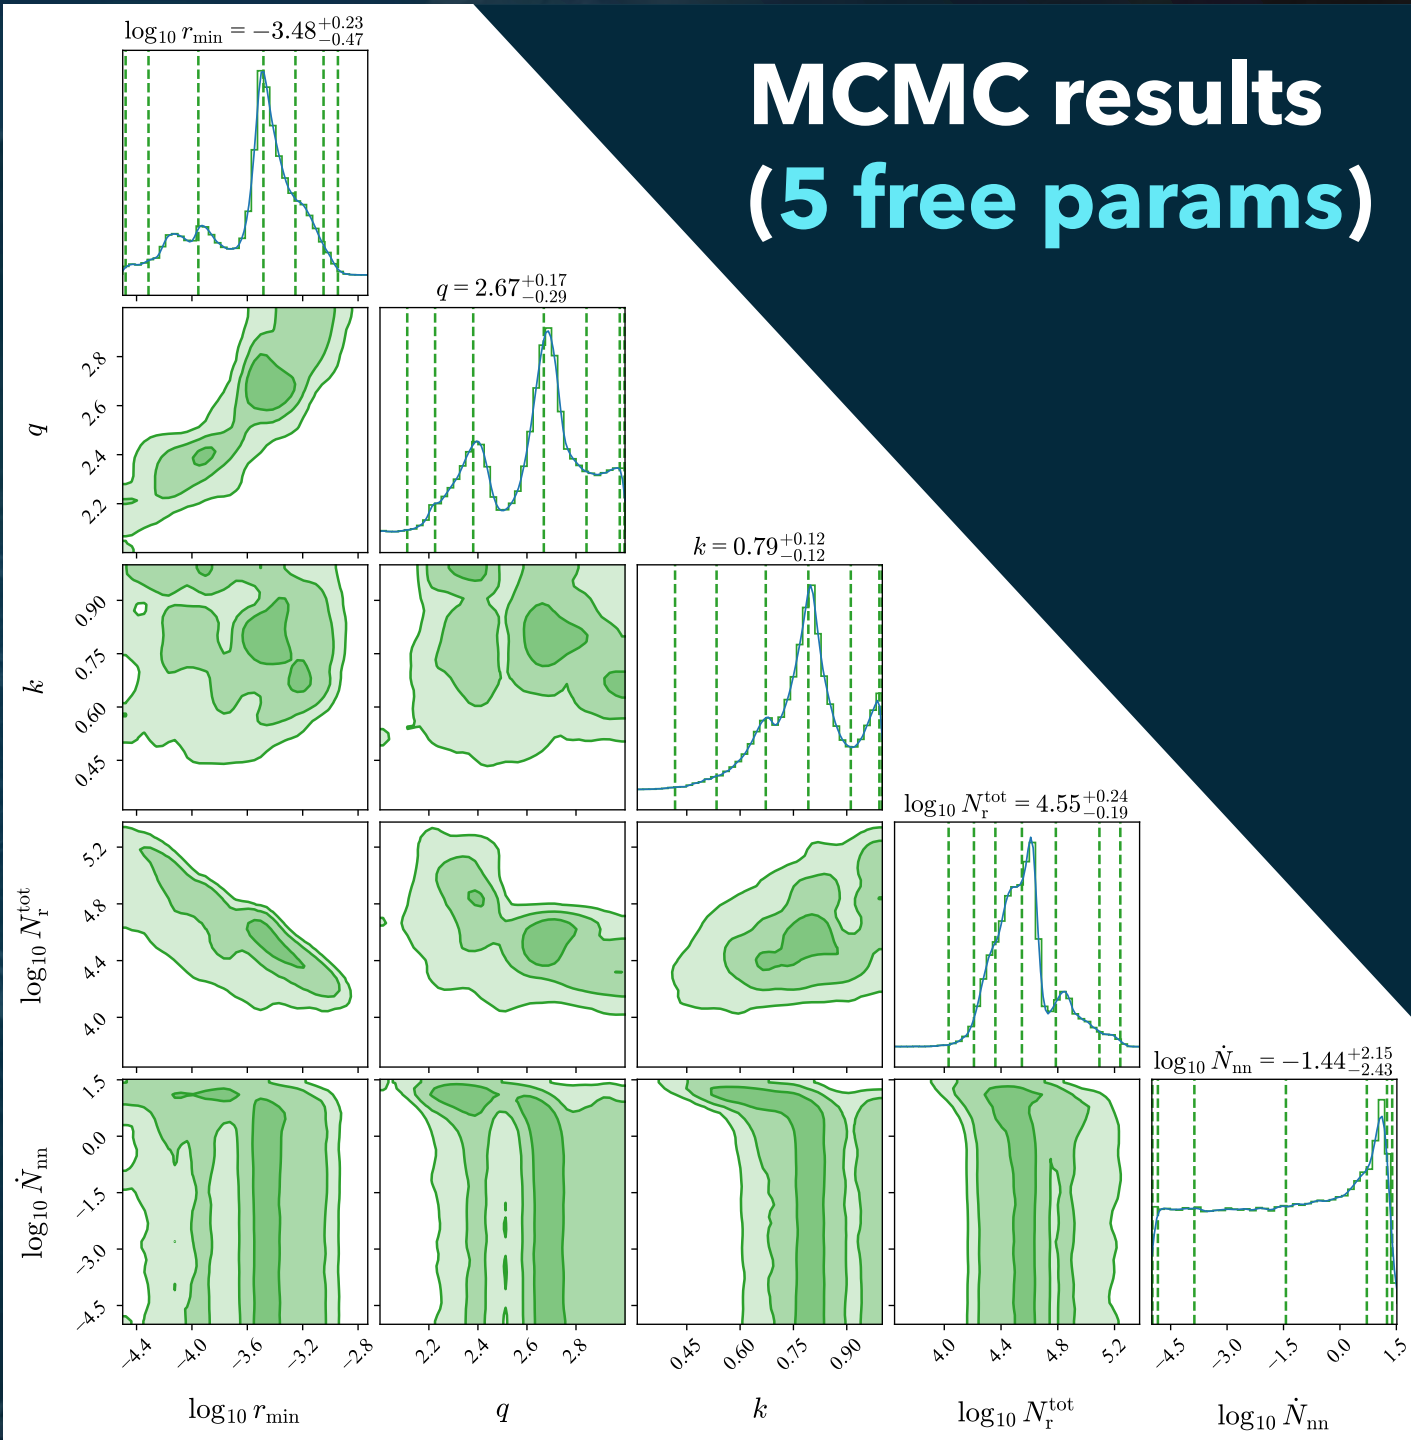 MCMC results
(5 free params)
log₁₀ r_min = −3.48 +0.23 −0.47
q = 2.67 +0.17 −0.29
k = 0.79 +0.12 −0.12
log₁₀ N_r^tot = 4.55 +0.24 −0.19
log₁₀ Ṅ_nn = −1.44 +2.15 −2.43
q
2.8
2.6
2.4
2.2
k
0.90
0.75
0.60
0.45
log₁₀ N_r^tot
5.2
4.8
4.4
4.0
log₁₀ Ṅ_nn
1.5
0.0
−1.5
−3.0
−4.5
−4.4 −4.0 −3.6 −3.2 −2.8
2.2 2.4 2.6 2.8
0.45 0.60 0.75 0.90
4.0 4.4 4.8 5.2
−4.5 −3.0 −1.5 0.0 1.5
log₁₀ r_min
q
k
log₁₀ N_r^tot
log₁₀ Ṅ_nn